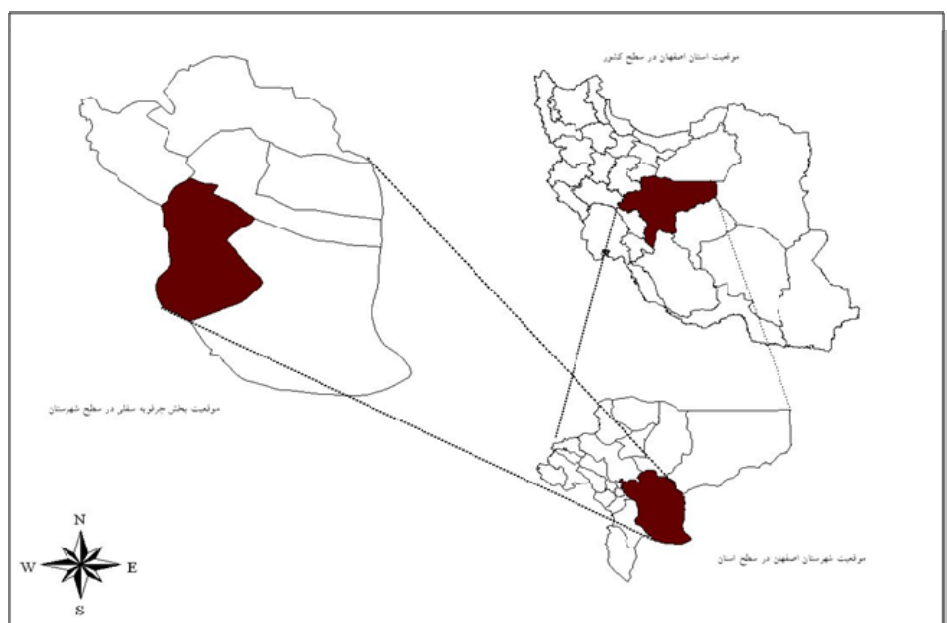 موقعیت استان اصفهان در سطح کشور
موقعیت بخش جرقویه سفلی در سطح شهرستان
موقعیت شهرستان اصفهان در سطح استان
N
W E
S